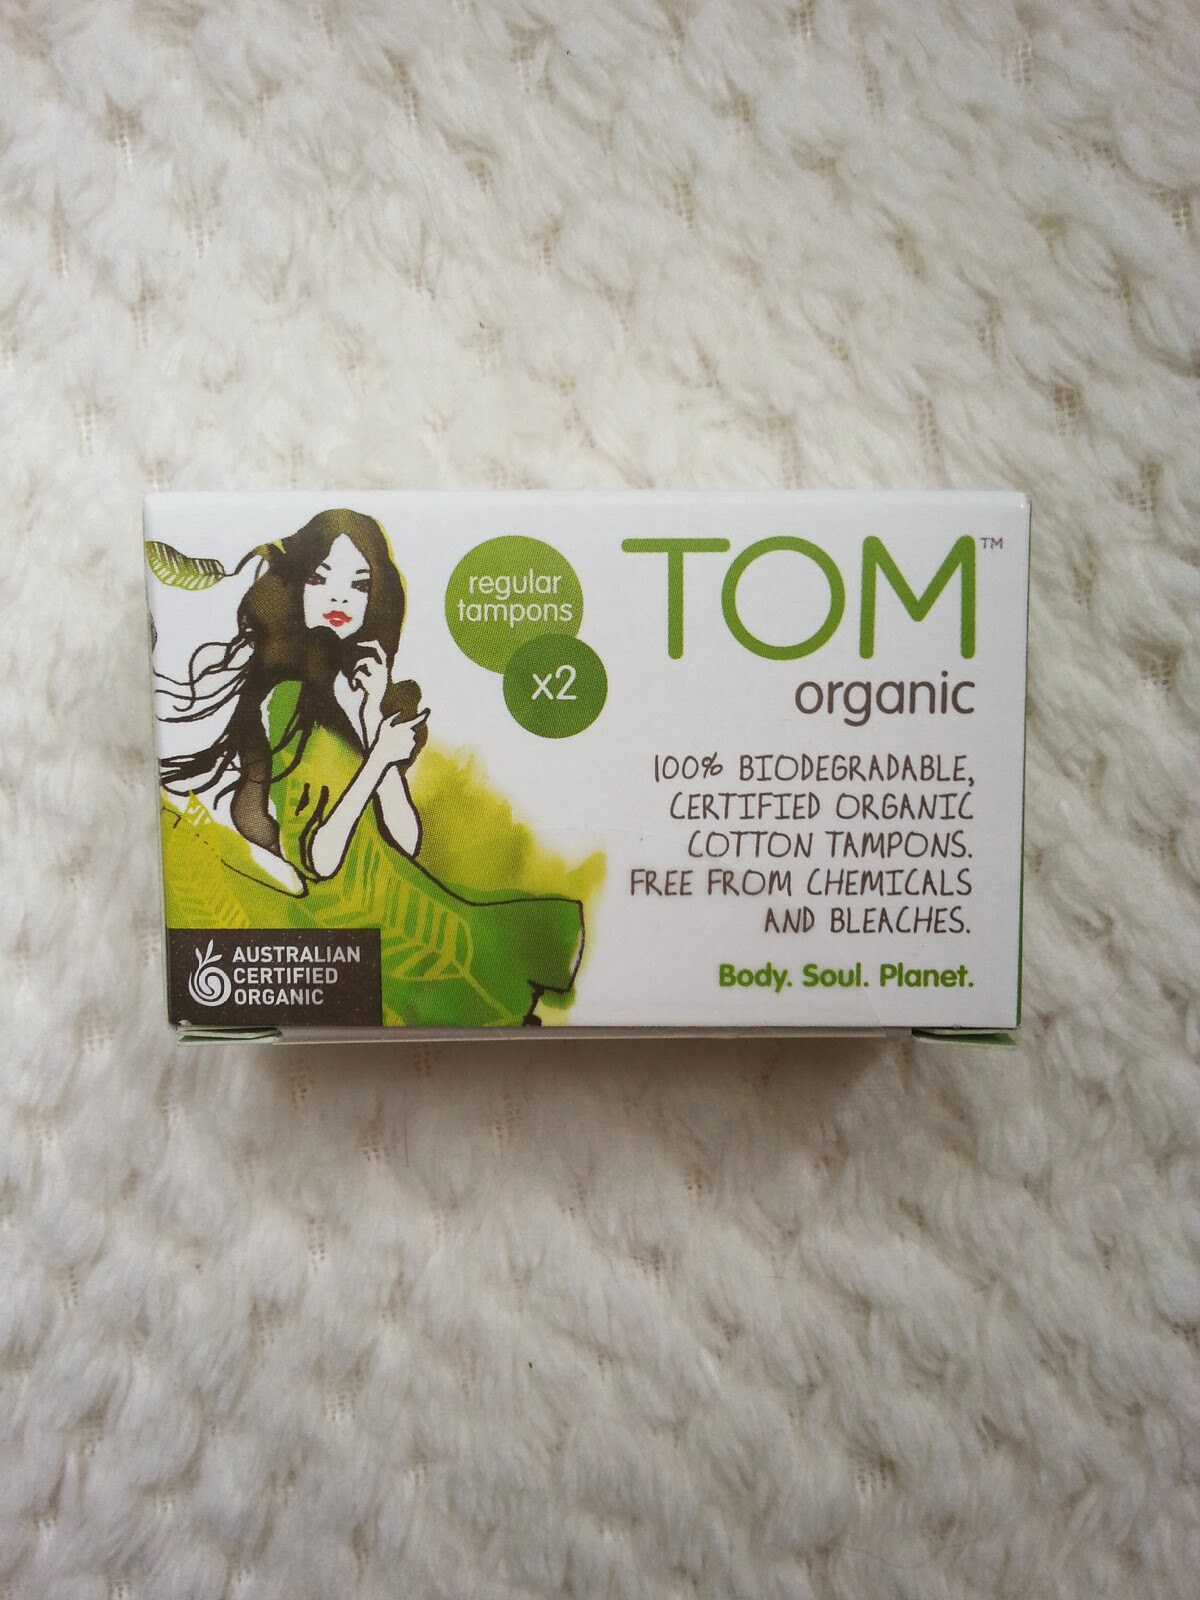 regular
tampons
x2
TOM™
organic
100% BIODEGRADABLE,
CERTIFIED ORGANIC
COTTON TAMPONS.
FREE FROM CHEMICALS
AND BLEACHES.
Body. Soul. Planet.
AUSTRALIAN
CERTIFIED
ORGANIC